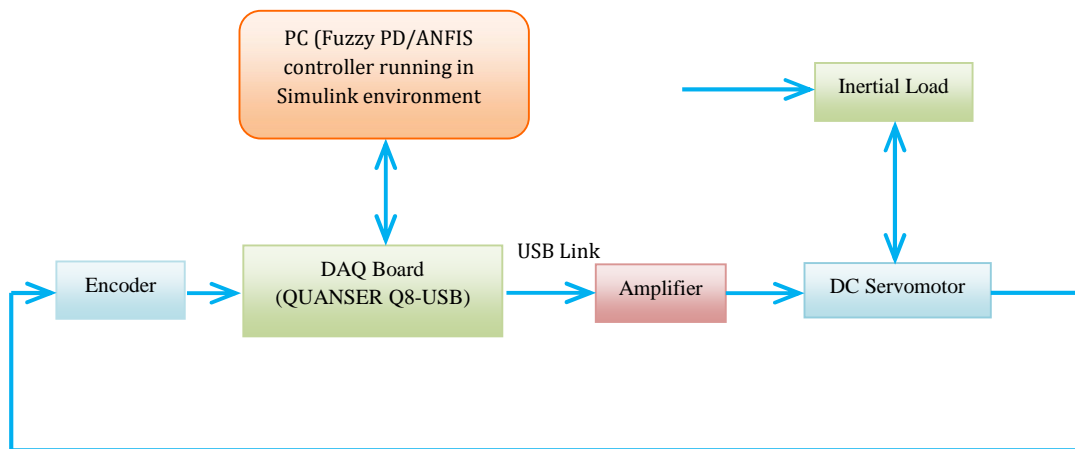 PC (Fuzzy PD/ANFIS
controller running in
Simulink environment
Inertial Load
USB Link
Encoder
DAQ Board
(QUANSER Q8-USB)
Amplifier
DC Servomotor